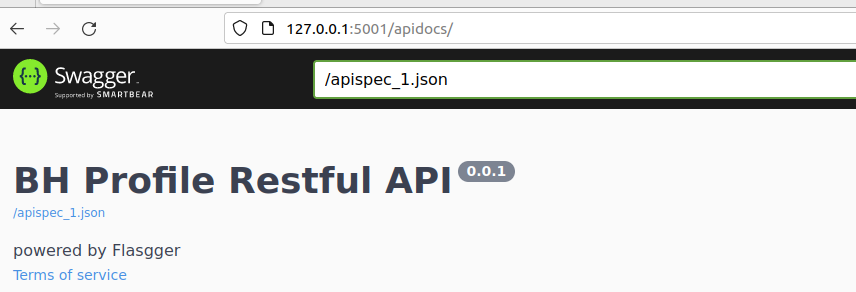 127.0.0.1:5001/apidocs/
Swagger.
Supported by SMARTBEAR
/apispec_1.json
BH Profile Restful API 0.0.1
/apispec_1.json
powered by Flasgger
Terms of service